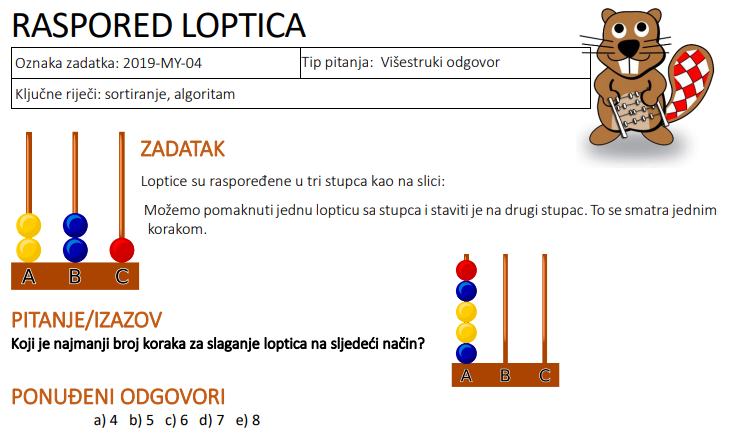 RASPORED LOPTICA
Oznaka zadatka: 2019-MY-04
Tip pitanja: Višestruki odgovor
Ključne riječi: sortiranje, algoritam
ZADATAK
Loptice su raspoređene u tri stupca kao na slici:
Možemo pomaknuti jednu lopticu sa stupca i staviti je na drugi stupac. To se smatra jednim
korakom.
A B C
PITANJE/IZAZOV
Koji je najmanji broj koraka za slaganje loptica na sljedeći način?
A B C
PONUĐENI ODGOVORI
a) 4 b) 5 c) 6 d) 7 e) 8